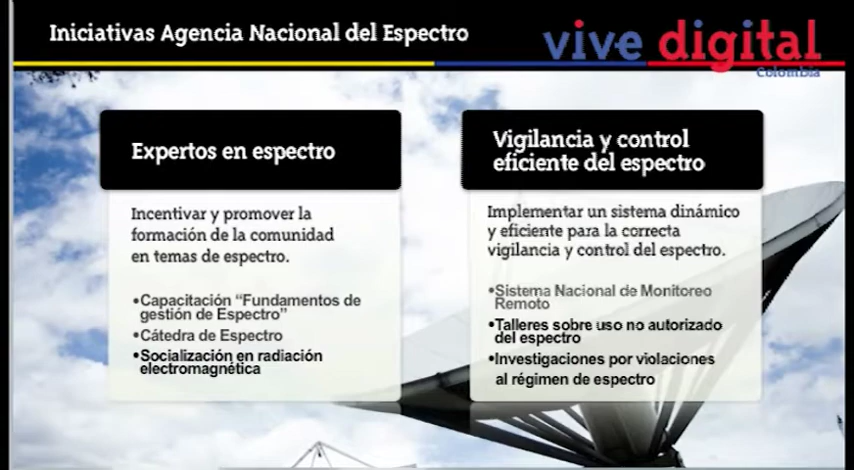 Iniciativas Agencia Nacional del Espectro
vive digital
Colombia
Expertos en espectro
Incentivar y promover la
formación de la comunidad
en temas de espectro.
•Capacitación “Fundamentos de
gestión de Espectro”
•Cátedra de Espectro
•Socialización en radiación
electromagnética
Vigilancia y control
eficiente del espectro
Implementar un sistema dinámico
y eficiente para la correcta
vigilancia y control del espectro.
•Sistema Nacional de Monitoreo
Remoto
•Talleres sobre uso no autorizado
del espectro
•Investigaciones por violaciones
al régimen de espectro